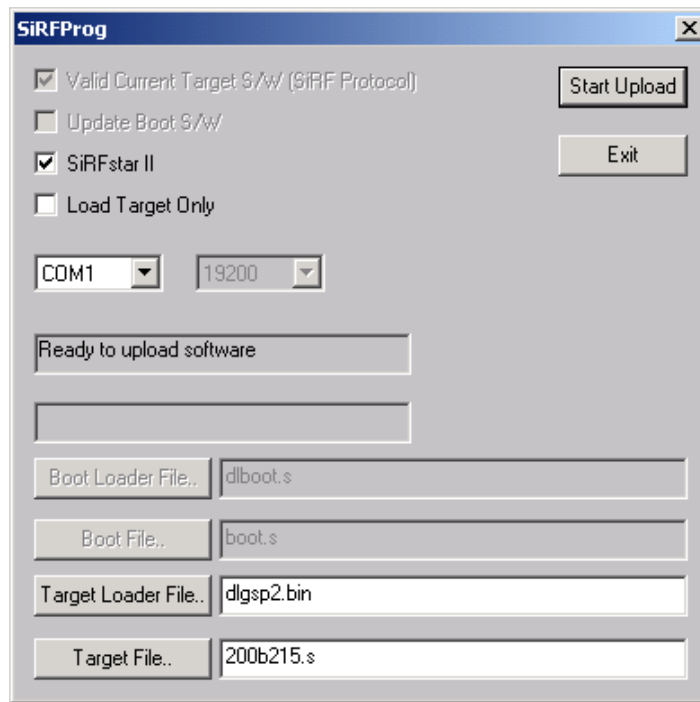 SiRFProg
Valid Current Target S/W (SiRF Protocol)
Start Upload
Update Boot S/W
Exit
SiRFstar II
Load Target Only
COM1
19200
Ready to upload software
Boot Loader File..
dlboot.s
Boot File..
boot.s
Target Loader File..
dlgsp2.bin
Target File..
200b215.s